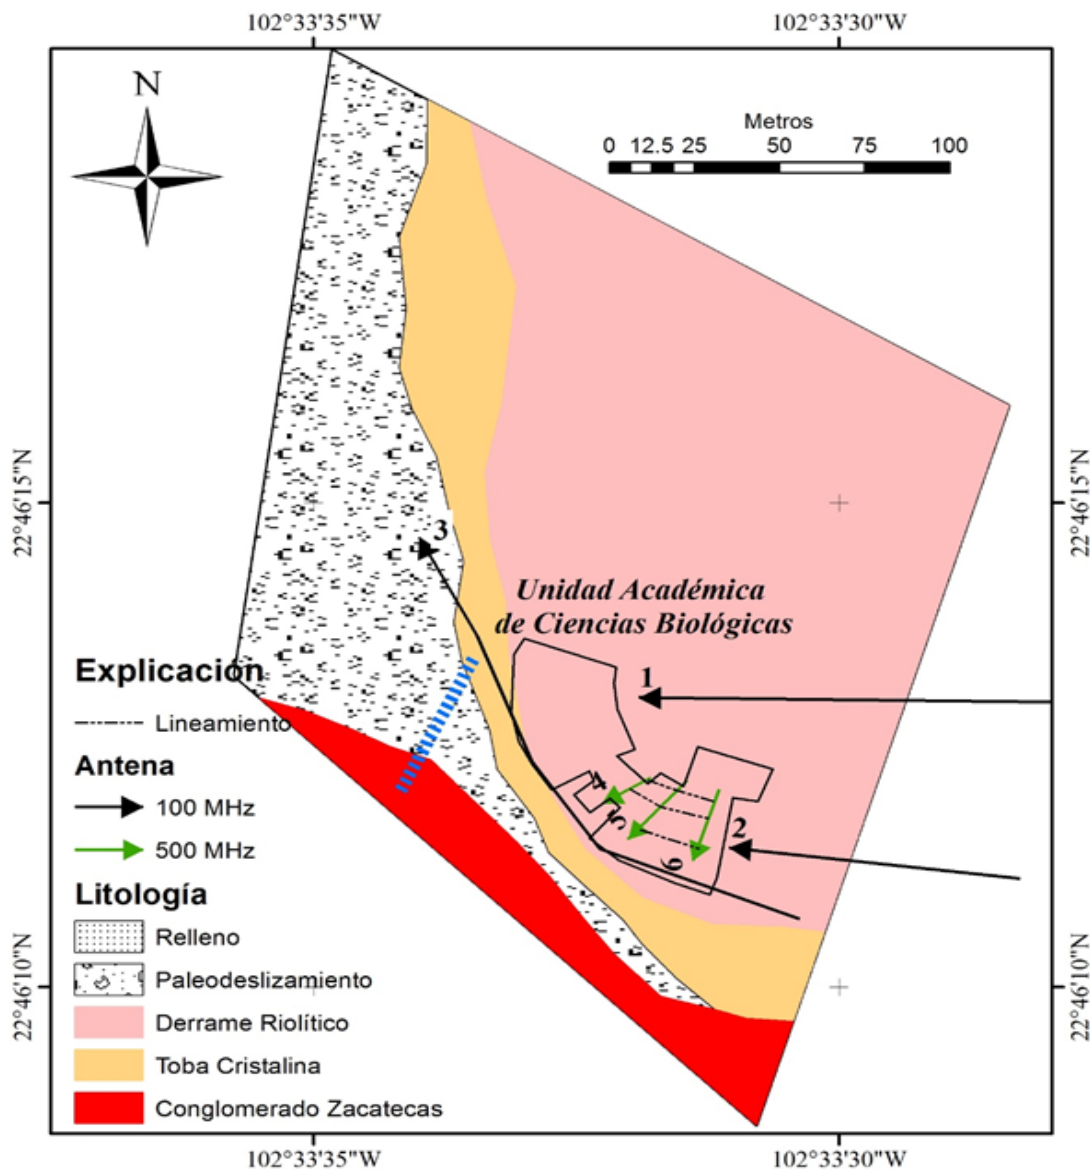 102°33'35"W 102°33'30"W
N
Metros
0 12.5 25 50 75 100
22°46'15"N 22°46'15"N
3
Unidad Académica
de Ciencias Biológicas
1
4
5
2
6
Explicación
Lineamiento
Antena
100 MHz
500 MHz
Litología
Relleno
Paleodeslizamiento
Derrame Riolítico
Toba Cristalina
Conglomerado Zacatecas
22°46'10"N 22°46'10"N
102°33'35"W 102°33'30"W